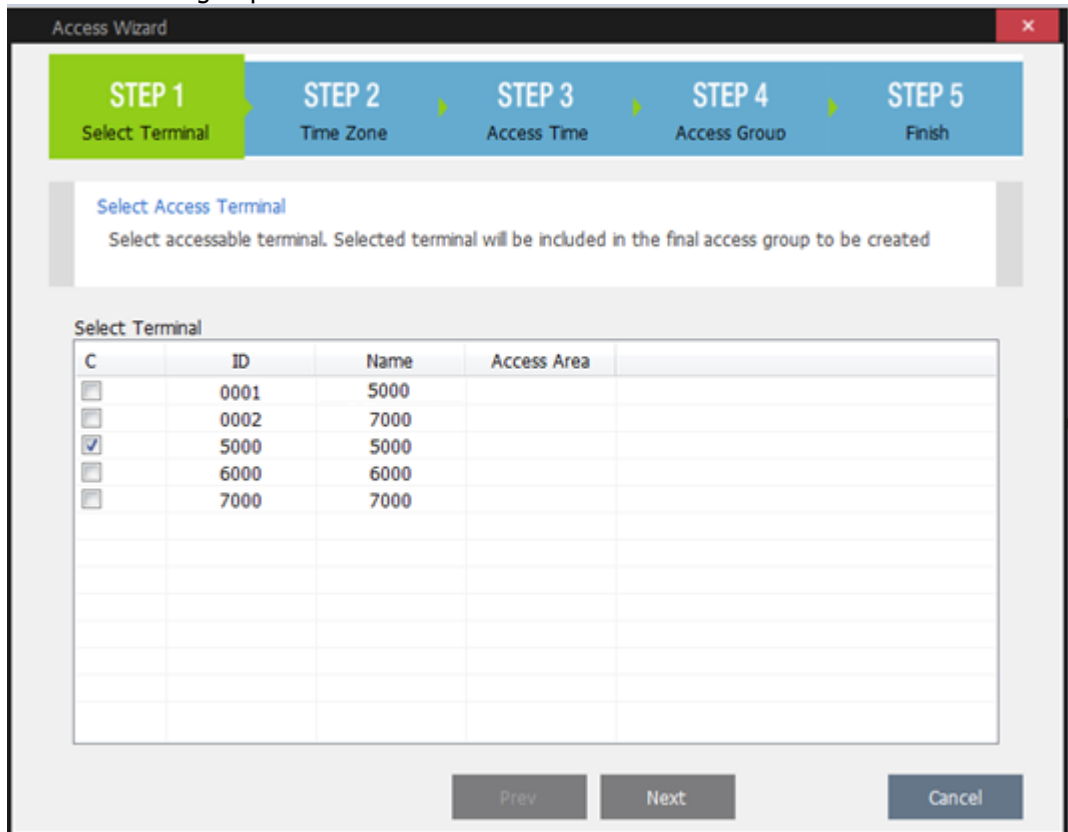 Access Wizard
STEP 1 STEP 2 STEP 3 STEP 4 STEP 5
Select Terminal Time Zone Access Time Access Group Finish
Select Access Terminal
Select accessable terminal. Selected terminal will be included in the final access group to be created
Select Terminal
C ID Name Access Area
0001 5000
0002 7000
5000 5000
6000 6000
7000 7000
Prev Next Cancel